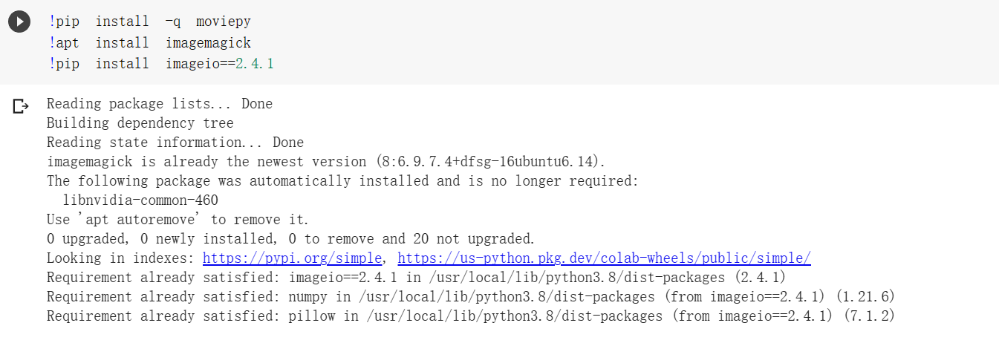 !pip install -q moviepy
!apt install imagemagick
!pip install imageio==2.4.1
Reading package lists... Done
Building dependency tree
Reading state information... Done
imagemagick is already the newest version (8:6.9.7.4+dfsg-16ubuntu6.14).
The following package was automatically installed and is no longer required:
  libnvidia-common-460
Use 'apt autoremove' to remove it.
0 upgraded, 0 newly installed, 0 to remove and 20 not upgraded.
Looking in indexes: https://pypi.org/simple, https://us-python.pkg.dev/colab-wheels/public/simple/
Requirement already satisfied: imageio==2.4.1 in /usr/local/lib/python3.8/dist-packages (2.4.1)
Requirement already satisfied: numpy in /usr/local/lib/python3.8/dist-packages (from imageio==2.4.1) (1.21.6)
Requirement already satisfied: pillow in /usr/local/lib/python3.8/dist-packages (from imageio==2.4.1) (7.1.2)